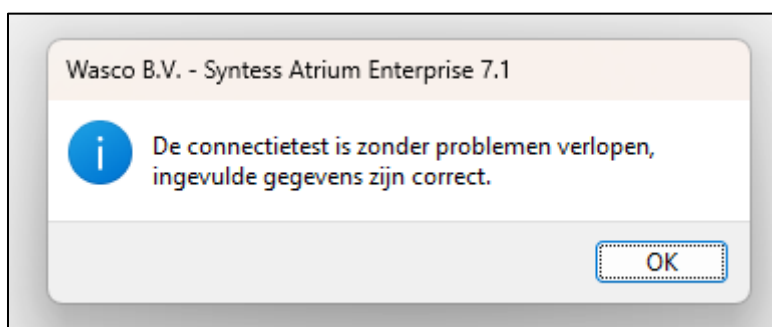 Wasco B.V. - Syntess Atrium Enterprise 7.1
De connectietest is zonder problemen verlopen,
ingevulde gegevens zijn correct.
OK